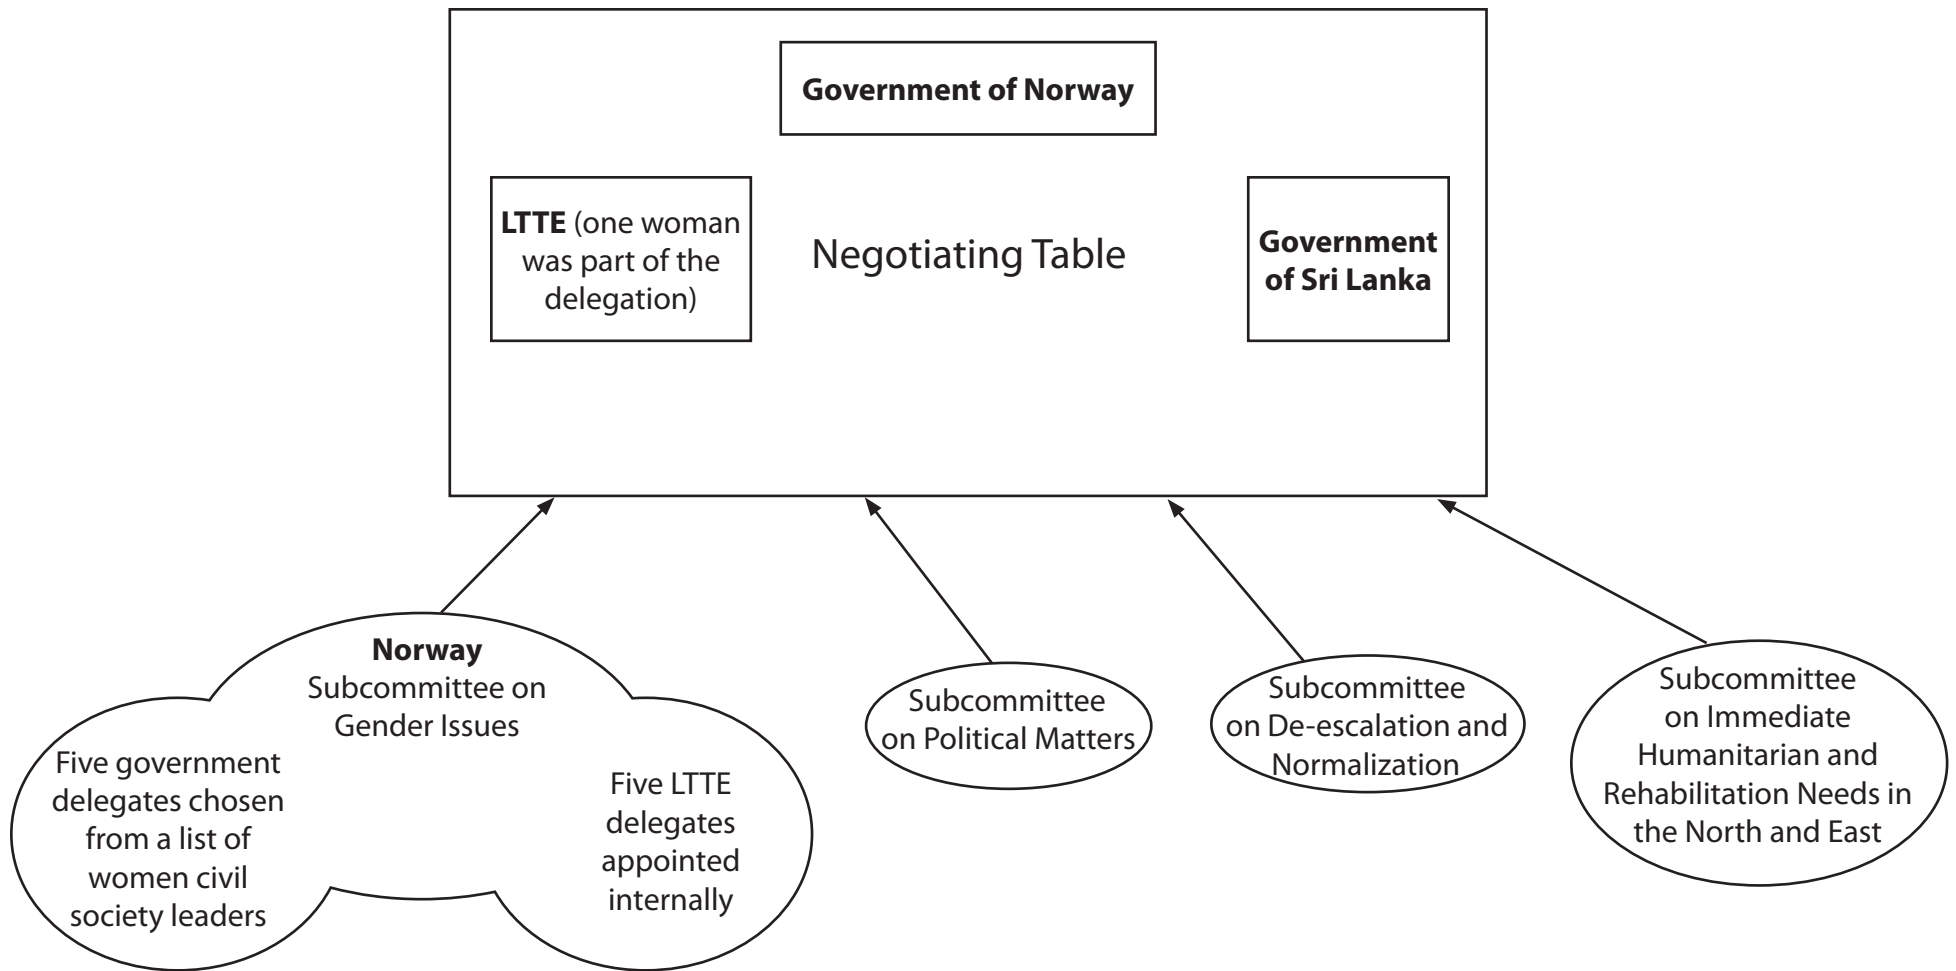 Government of Norway
LTTE (one woman
was part of the
delegation)
Negotiating Table
Government
of Sri Lanka
Norway
Subcommittee on
Gender Issues
Five government
delegates chosen
from a list of
women civil
society leaders
Five LTTE
delegates
appointed
internally
Subcommittee
on Political Matters
Subcommittee
on De-escalation and
Normalization
Subcommittee
on Immediate
Humanitarian and
Rehabilitation Needs in
the North and East